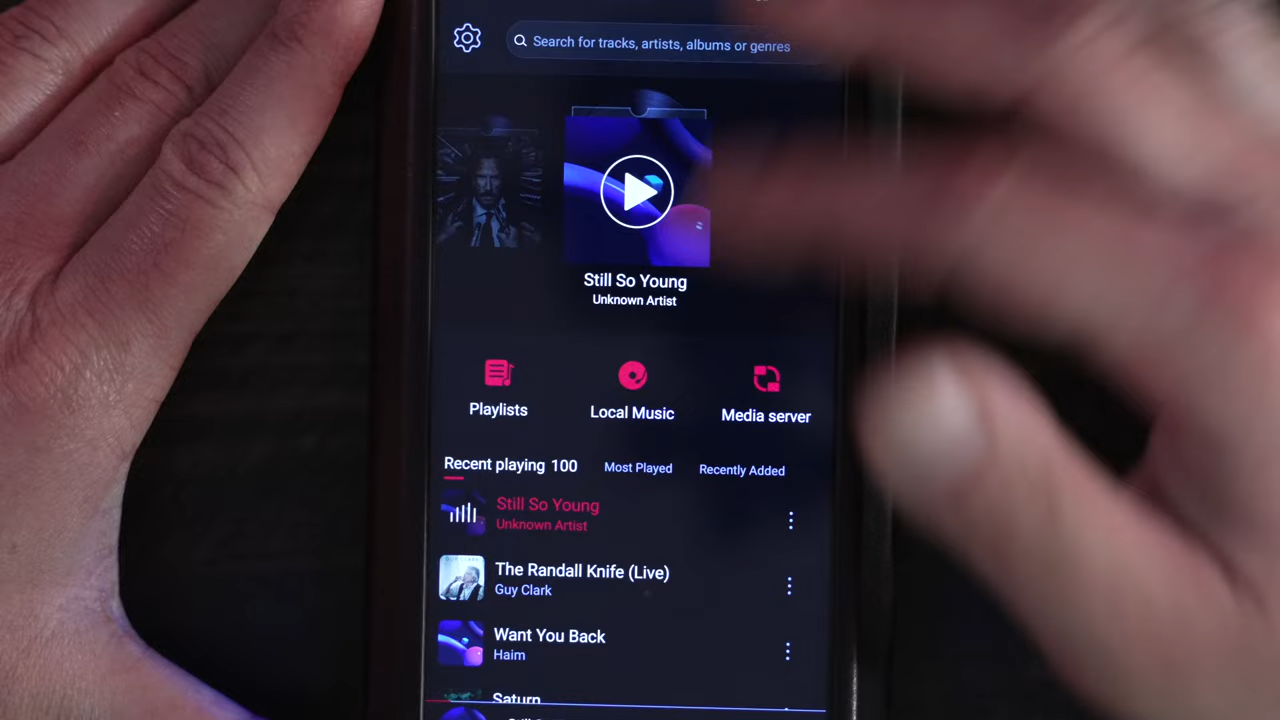 Search for tracks, artists, albums or genres
Still So Young
Unknown Artist
Playlists
Local Music
Media server
Recent playing 100
Most Played
Recently Added
Still So Young
Unknown Artist
The Randall Knife (Live)
Guy Clark
Want You Back
Haim
Saturn